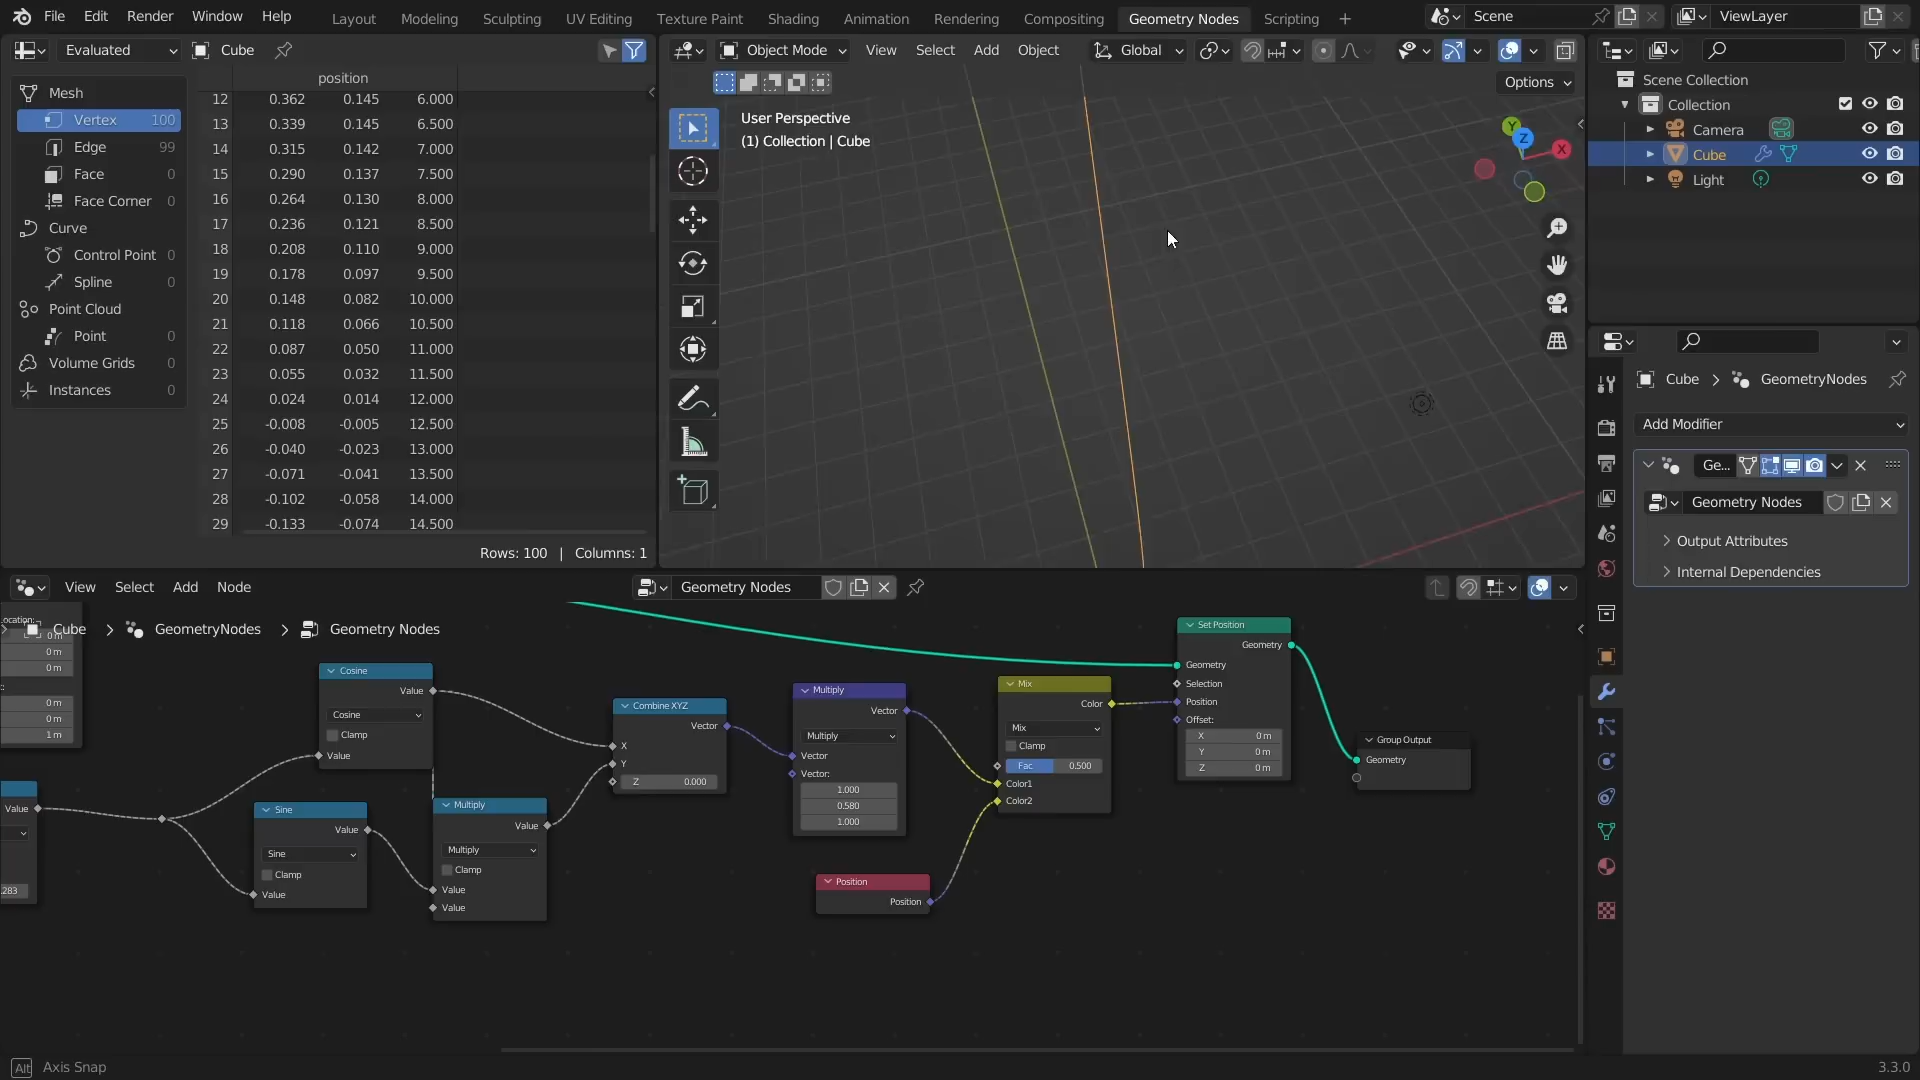 File Edit Render Window Help
Layout Modeling Sculpting UV Editing Texture Paint Shading Animation Rendering Compositing Geometry Nodes Scripting +
Scene
ViewLayer
Evaluated Cube
position
Mesh
Vertex 100
Edge 99
Face 0
Face Corner 0
Curve
Control Point 0
Spline 0
Point Cloud
Point 0
Volume Grids 0
Instances 0
12 0.362 0.145 6.000
13 0.339 0.145 6.500
14 0.315 0.142 7.000
15 0.290 0.137 7.500
16 0.264 0.130 8.000
17 0.236 0.121 8.500
18 0.208 0.110 9.000
19 0.178 0.097 9.500
20 0.148 0.082 10.000
21 0.118 0.066 10.500
22 0.087 0.050 11.000
23 0.055 0.032 11.500
24 0.024 0.014 12.000
25 -0.008 -0.005 12.500
26 -0.040 -0.023 13.000
27 -0.071 -0.041 13.500
28 -0.102 -0.058 14.000
29 -0.133 -0.074 14.500
Rows: 100 | Columns: 1
Object Mode View Select Add Object Global
Options
User Perspective
(1) Collection | Cube
Y
Z
X
Scene Collection
Collection
Camera
Cube
Light
Cube > GeometryNodes
Add Modifier
Ge...
Geometry Nodes
Output Attributes
Internal Dependencies
View Select Add Node
Geometry Nodes
Cube > GeometryNodes > Geometry Nodes
0 m
0 m
0 m
0 m
0 m
1 m
Value
Cosine
Value
Cosine
Clamp
Value
Sine
Value
Sine
Clamp
Value
Multiply
Value
Multiply
Clamp
Value
Value
Combine XYZ
Vector
X
Y
Z 0.000
Multiply
Vector
Multiply
Vector
Vector:
1.000
0.580
1.000
Position
Position
Mix
Color
Mix
Clamp
Fac 0.500
Color1
Color2
Set Position
Geometry
Geometry
Selection
Position
Offset:
X 0 m
Y 0 m
Z 0 m
Group Output
Geometry
Alt Axis Snap
3.3.0